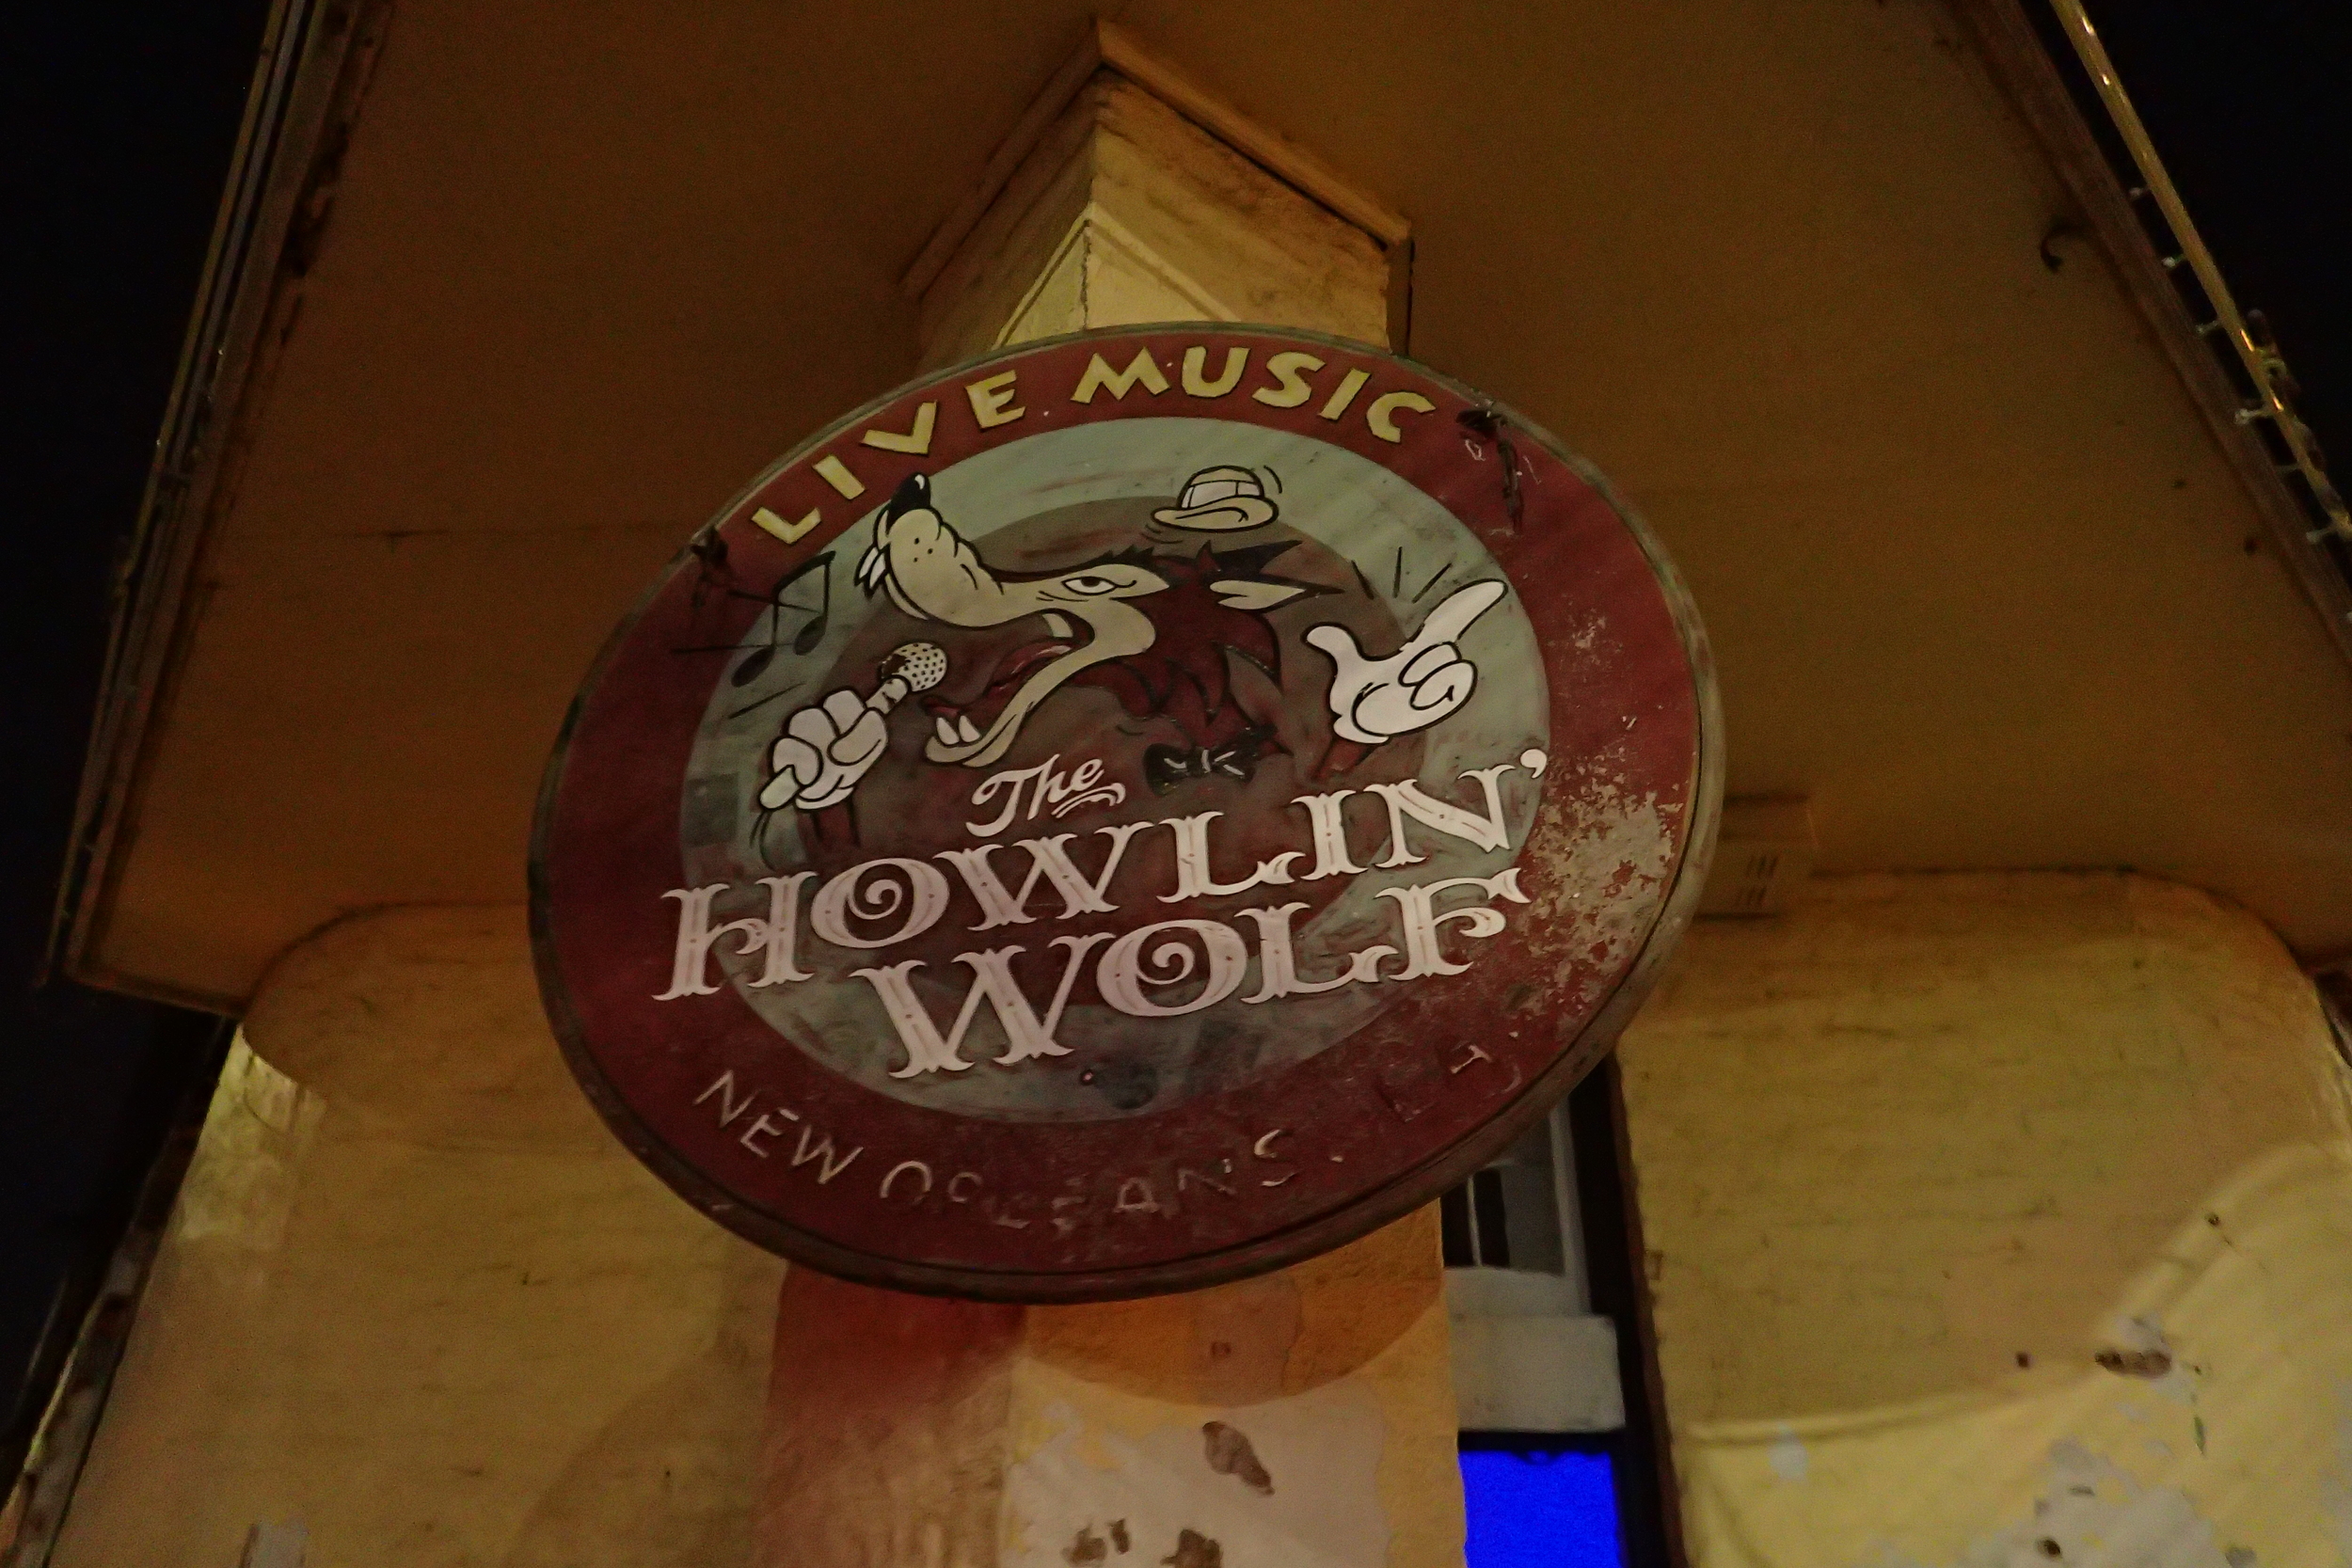 LIVE MUSIC
The
HOWLIN'
WOLF
NEW ORLEANS.